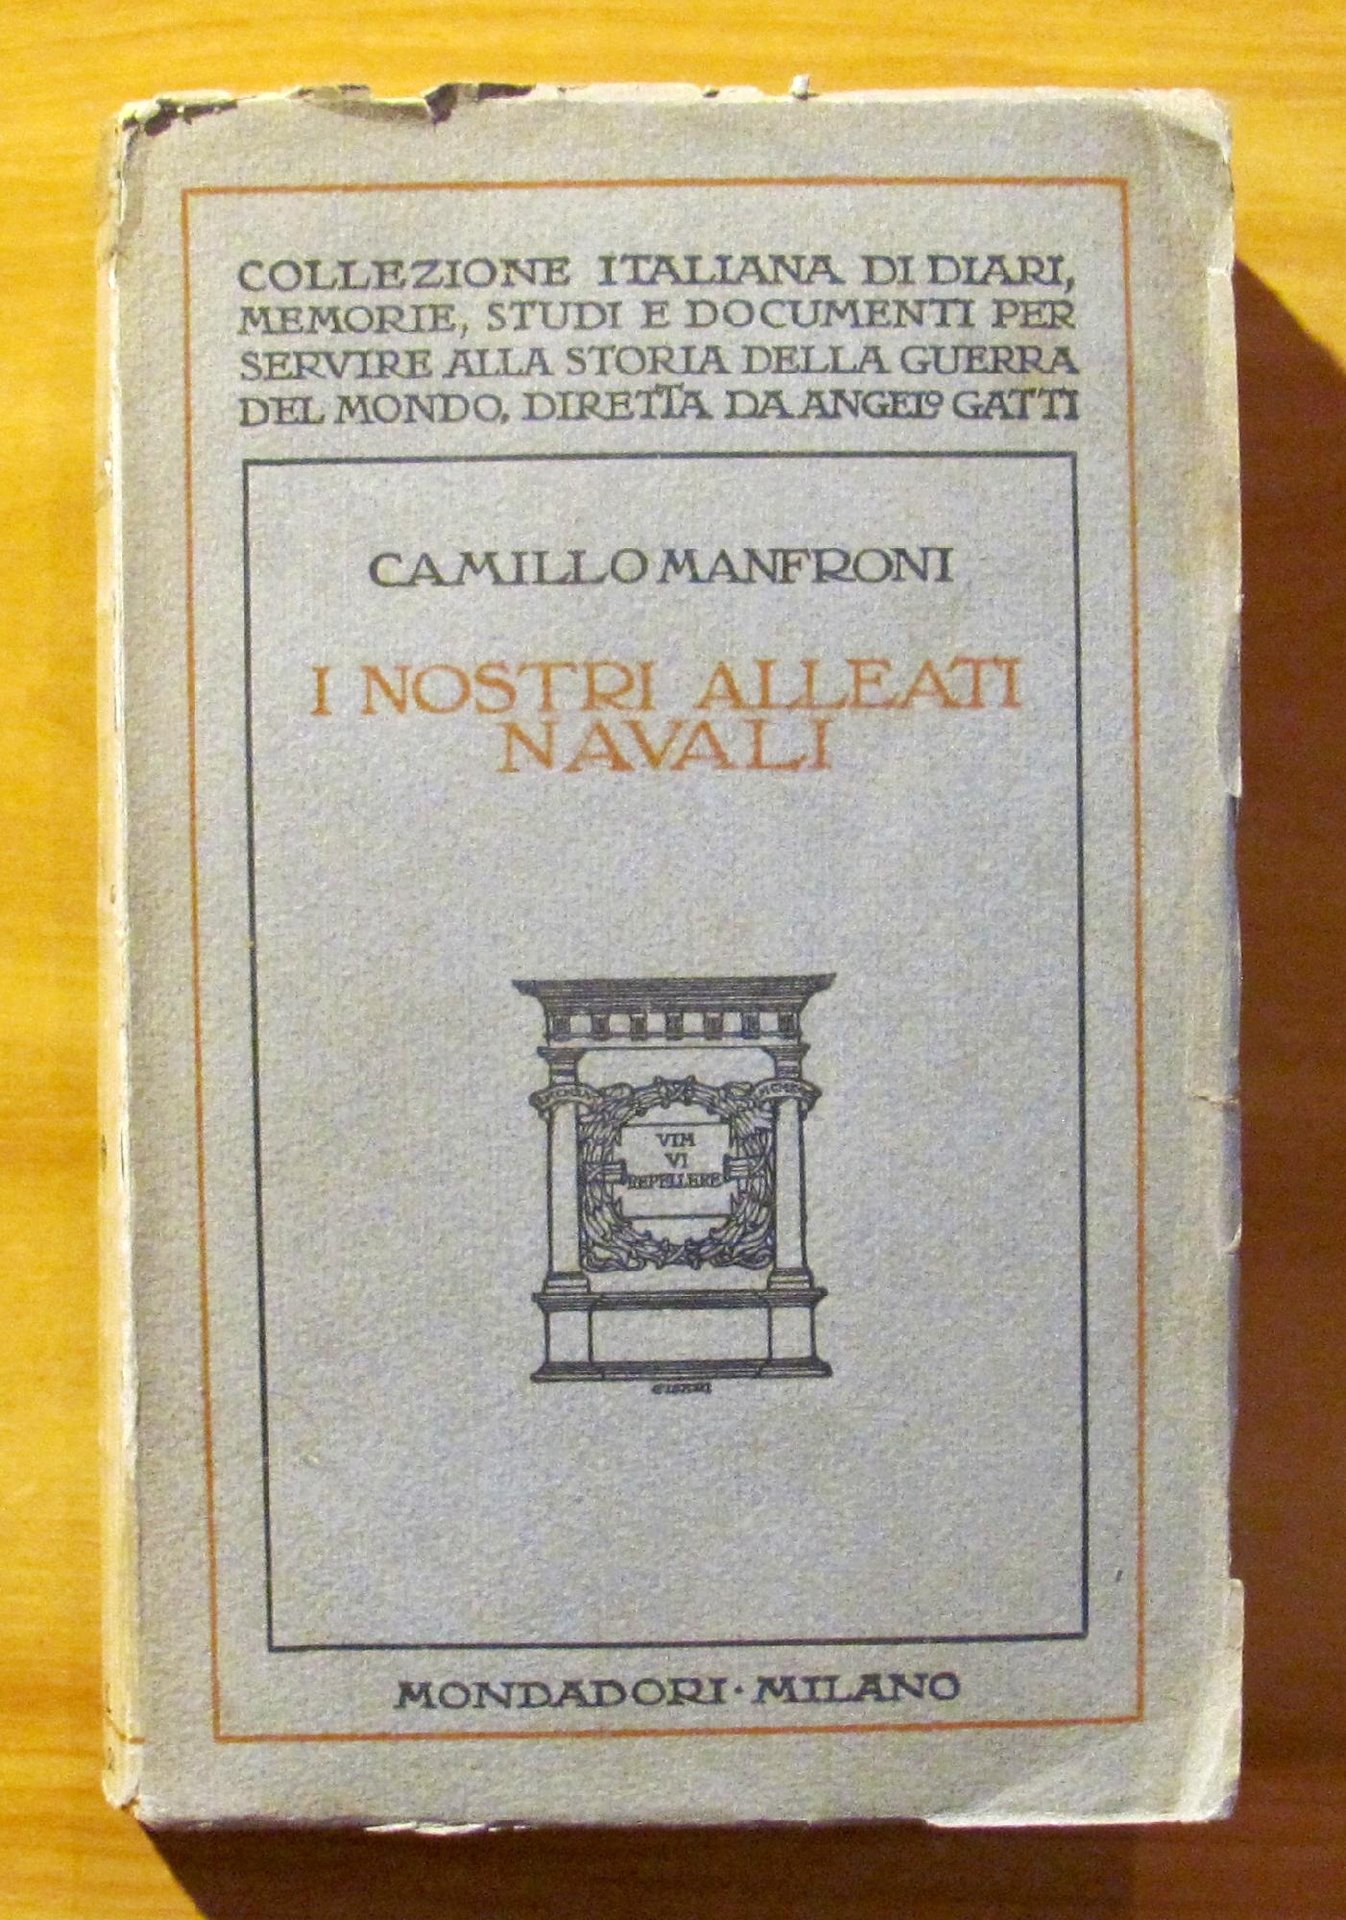 COLLEZIONE ITALIANA DI DIARI,
MEMORIE, STUDI E DOCUMENTI PER
SERVIRE ALLA STORIA DELLA GUERRA
DEL MONDO, DIRETTA DA ANGELO GATTI
CAMILLO MANFRONI
I NOSTRI ALLEATI
NAVALI
VIM
VI
REPELLERE
MONDADORI · MILANO